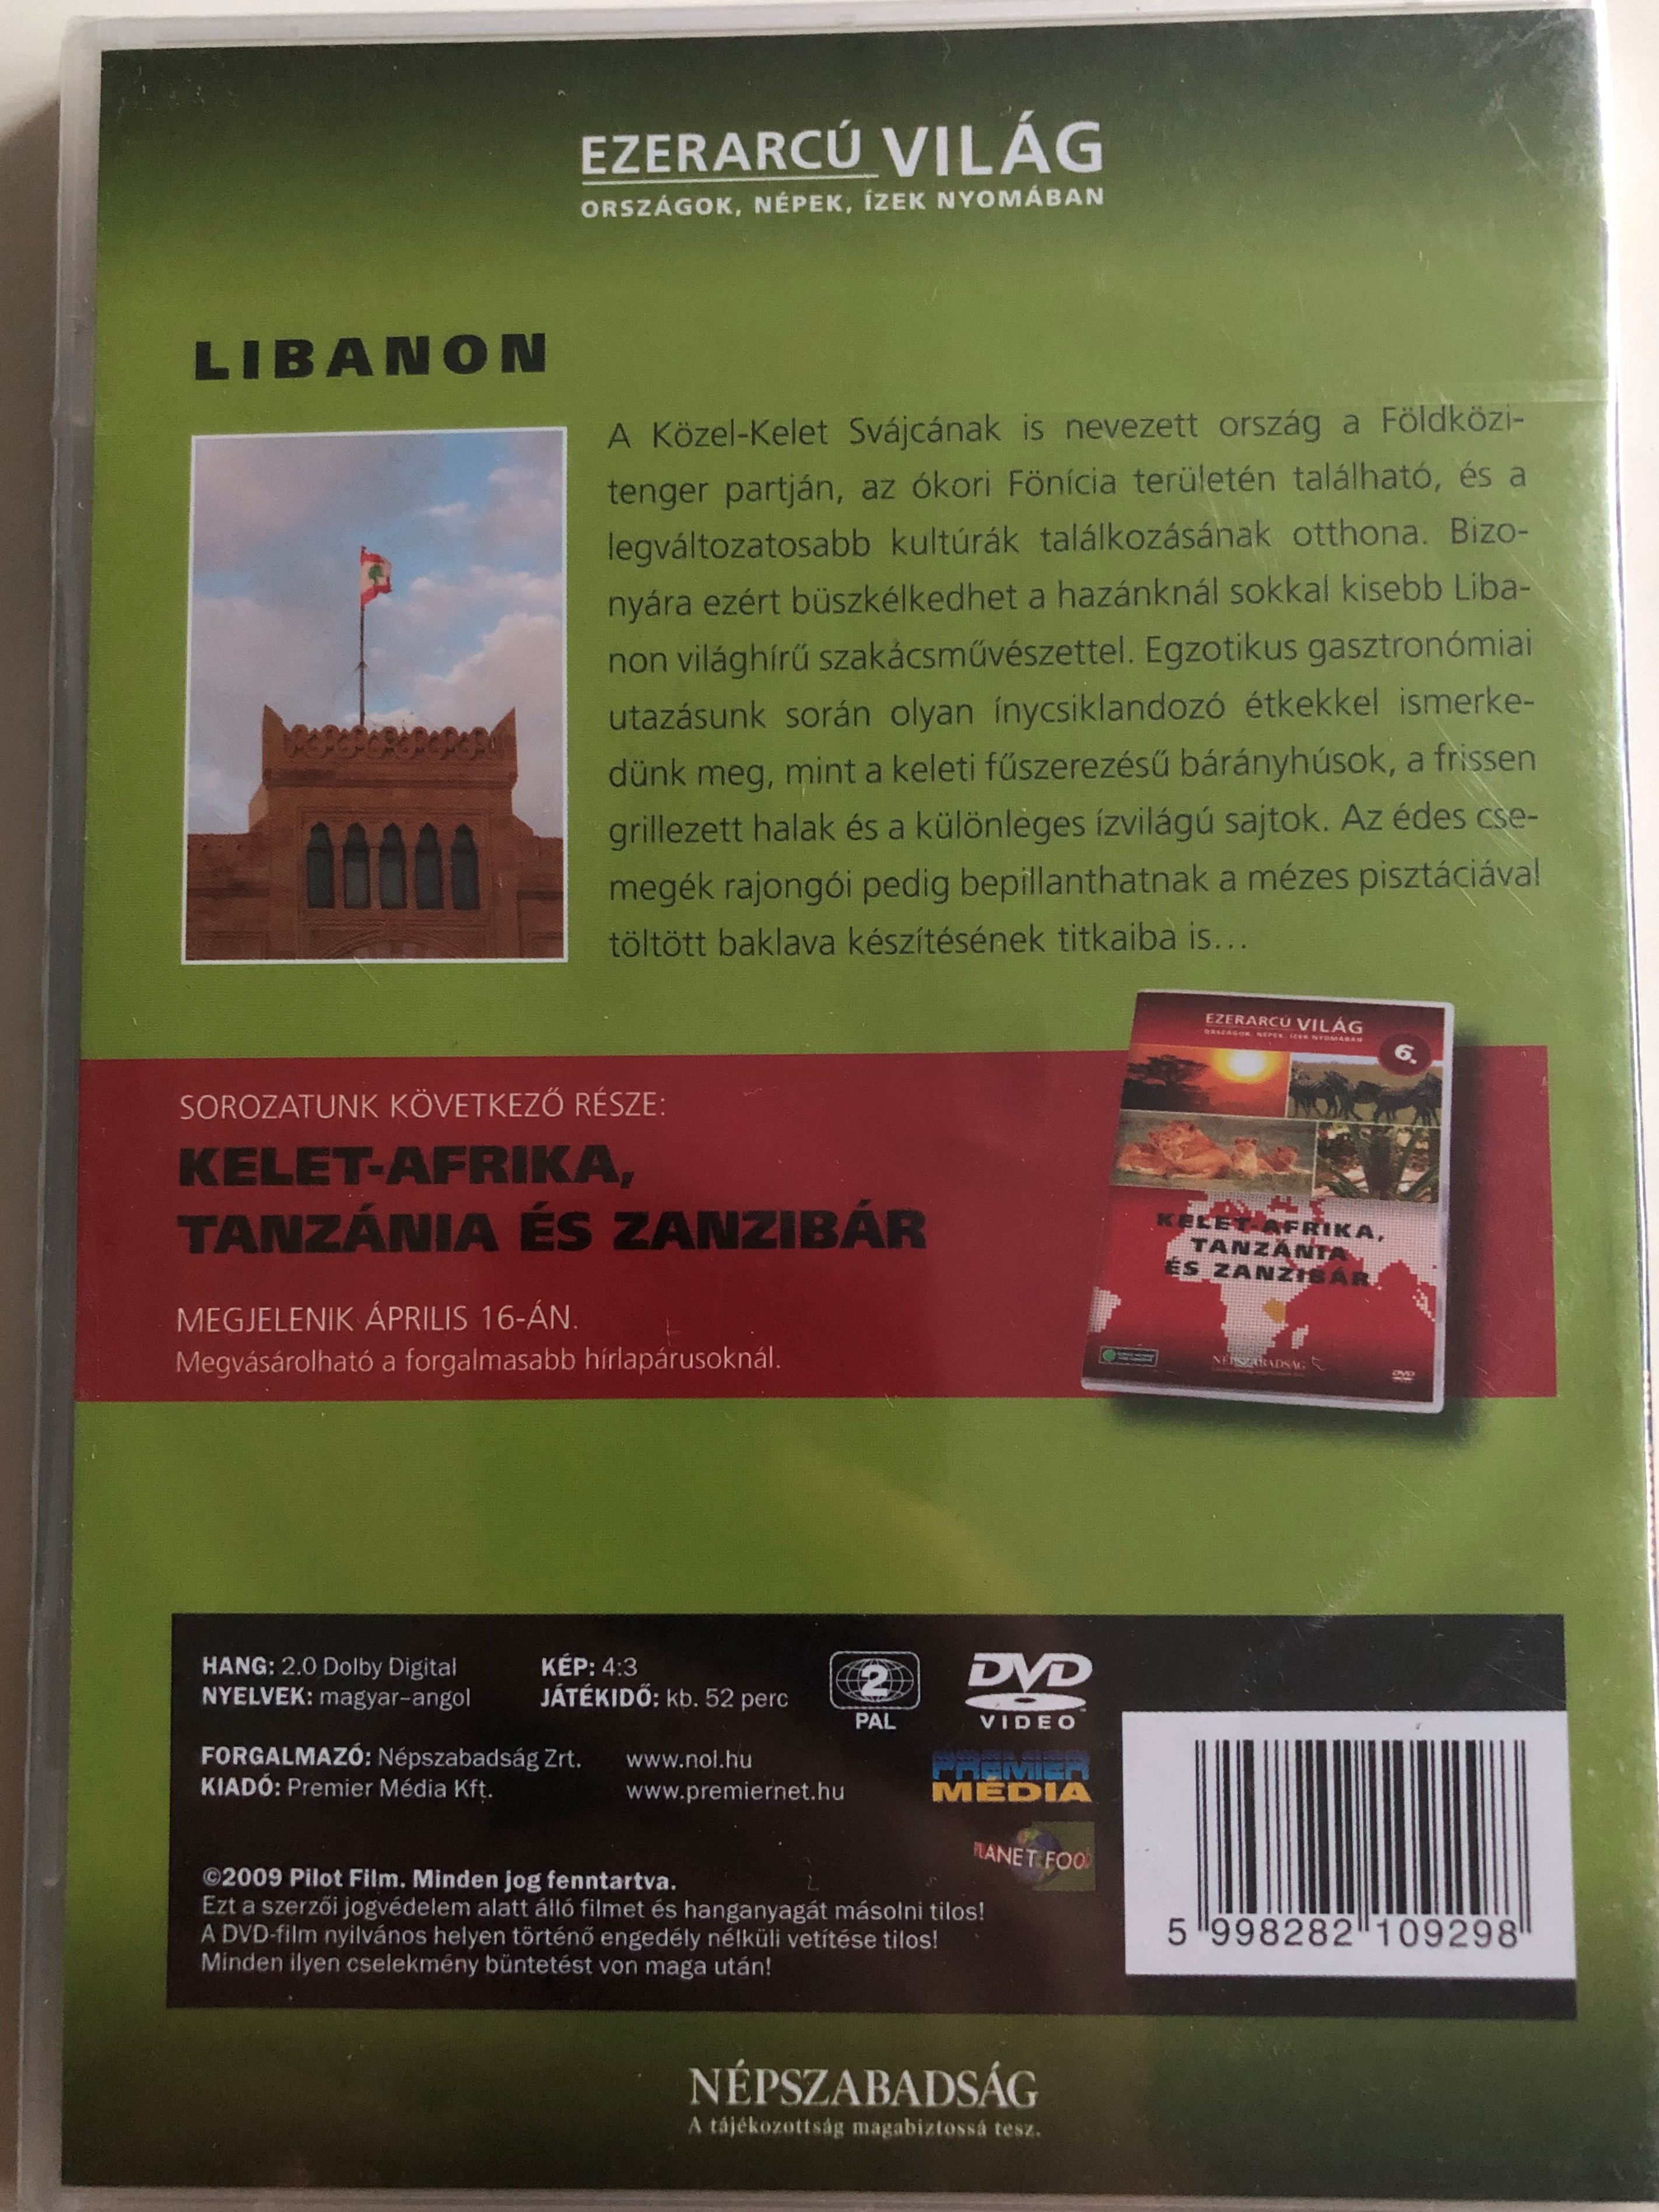 EZERARCÚ VILÁG
ORSZÁGOK, NÉPEK, ÍZEK NYOMÁBAN
LIBANON
A Közel-Kelet Svájcának is nevezett ország a Földközi-
tenger partján, az ókori Fönícia területén található, és a
legváltozatosabb kultúrák találkozásának otthona. Bizo-
nyára ezért büszkélkedhet a hazánknál sokkal kisebb Liba-
non világhírű szakácsművészettel. Egzotikus gasztronómiai
utazásunk során olyan ínycsiklandozó étkekkel ismerke-
dünk meg, mint a keleti fűszerezésű bárányhúsok, a frissen
grillezett halak és a különleges ízvilágú sajtok. Az édes cse-
megék rajongói pedig bepillanthatnak a mézes pisztáciával
töltött baklava készítésének titkaiba is...
SOROZATUNK KÖVETKEZŐ RÉSZE:
KELET-AFRIKA,
TANZÁNIA ÉS ZANZIBÁR
MEGJELENIK ÁPRILIS 16-ÁN.
Megvásárolható a forgalmasabb hírlapárusoknál.
EZERARCÚ VILÁG
ORSZÁGOK, NÉPEK, ÍZEK NYOMÁBAN
6.
KELET-AFRIKA,
TANZÁNIA
ÉS ZANZIBÁR
NÉPSZABADSÁG
DVD
HANG: 2.0 Dolby Digital
NYELVEK: magyar–angol
KÉP: 4:3
JÁTÉKIDŐ: kb. 52 perc
2
PAL
DVD
VIDEO
FORGALMAZÓ: Népszabadság Zrt.
www.nol.hu
KIADÓ: Premier Média Kft.
www.premiernet.hu
PREMIER
MÉDIA
PLANET FOOD
©2009 Pilot Film. Minden jog fenntartva.
Ezt a szerzői jogvédelem alatt álló filmet és hanganyagát másolni tilos!
A DVD-film nyilvános helyen történő engedély nélküli vetítése tilos!
Minden ilyen cselekmény büntetést von maga után!
5 998282 109298
NÉPSZABADSÁG
A tájékozottság magabiztossá tesz.